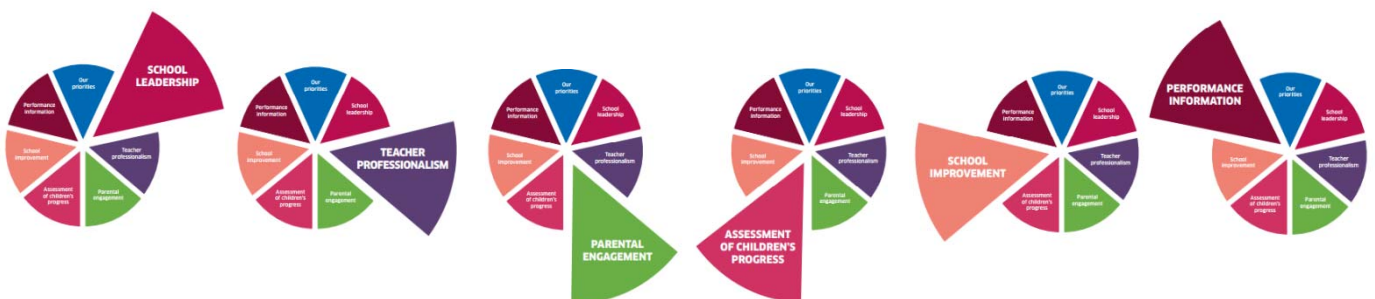 SCHOOL
LEADERSHIP
Our
priorities
Performance
information
School
improvement
Teacher
professionalism
Assessment
of children's
progress
Parental
engagement
Our
priorities
Performance
information
School
leadership
School
improvement
TEACHER
PROFESSIONALISM
Assessment
of children's
progress
Parental
engagement
Our
priorities
Performance
information
School
leadership
School
improvement
Teacher
professionalism
Assessment
of children's
progress
PARENTAL
ENGAGEMENT
Our
priorities
Performance
information
School
leadership
School
improvement
Teacher
professionalism
Parental
engagement
ASSESSMENT
OF CHILDREN'S
PROGRESS
Our
priorities
Performance
information
School
leadership
SCHOOL
IMPROVEMENT
Teacher
professionalism
Assessment
of children's
progress
Parental
engagement
PERFORMANCE
INFORMATION
Our
priorities
School
leadership
School
improvement
Teacher
professionalism
Assessment
of children's
progress
Parental
engagement